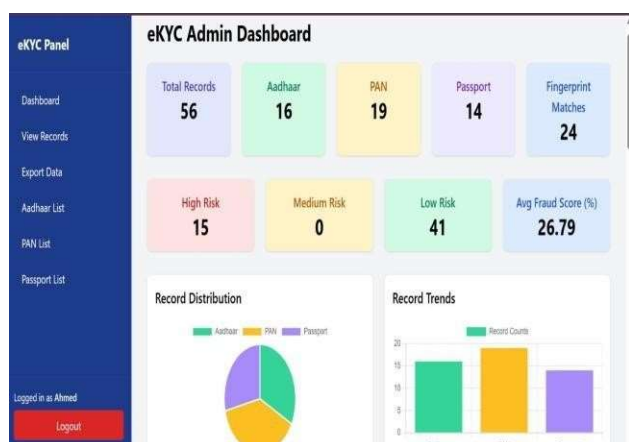 eKYC Panel
Dashboard
View Records
Export Data
Aadhaar List
PAN List
Passport List
Logged in as Ahmed
Logout
eKYC Admin Dashboard
Total Records
56
Aadhaar
16
PAN
19
Passport
14
Fingerprint
Matches
24
High Risk
15
Medium Risk
0
Low Risk
41
Avg Fraud Score (%)
26.79
Record Distribution
Aadhaar PAN Passport
Record Trends
Record Counts
20
15
10
5
0